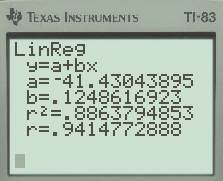 TEXAS INSTRUMENTS TI-83
LinReg
y=a+bx
a=-41.43043895
b=.1248616923
r²=.8863794853
r=.9414772888